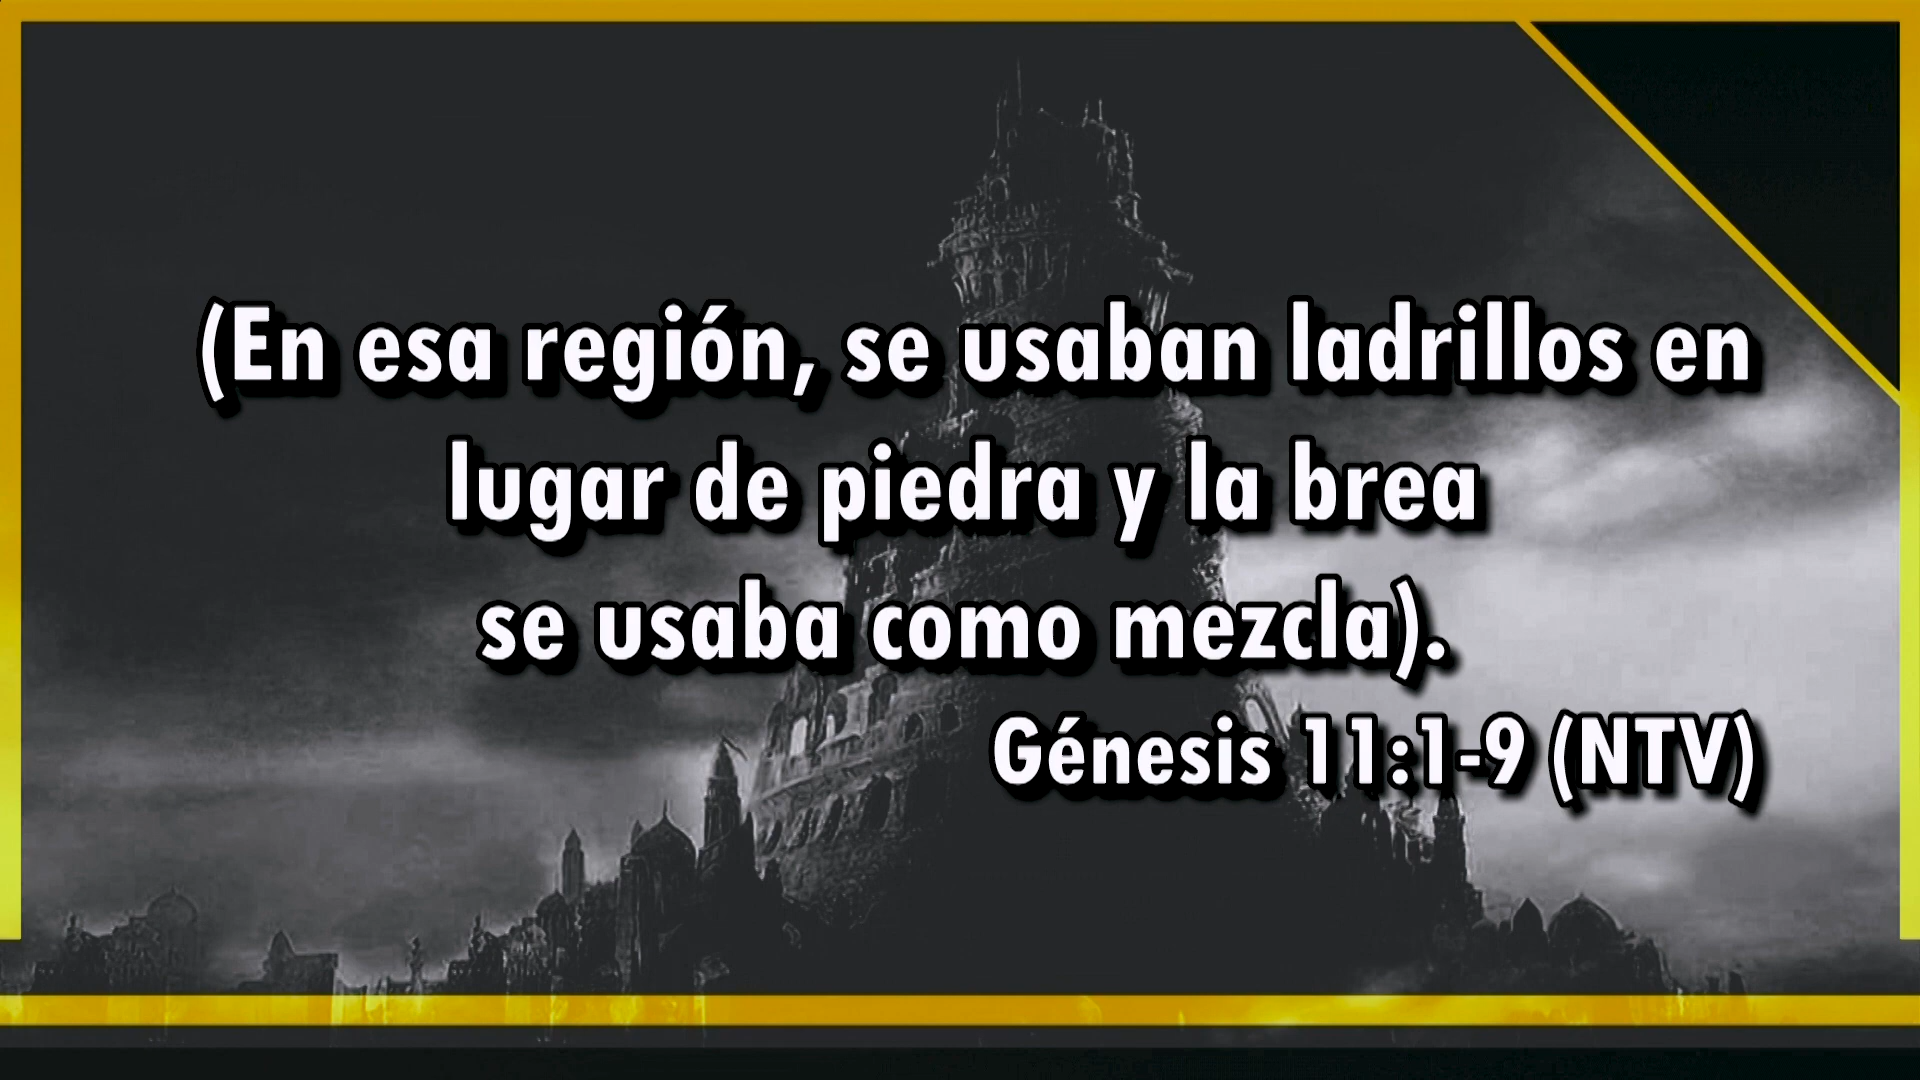 (En esa región, se usaban ladrillos en
lugar de piedra y la brea
se usaba como mezcla).
Génesis 11:1-9 (NTV)